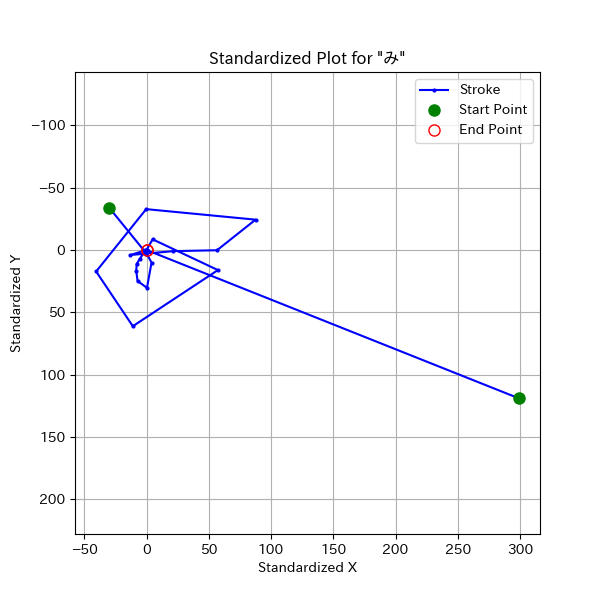 Standardized Plot for "み"
Stroke
Start Point
End Point
−100
−50
0
50
100
150
200
Standardized Y
−50
0
50
100
150
200
250
300
Standardized X